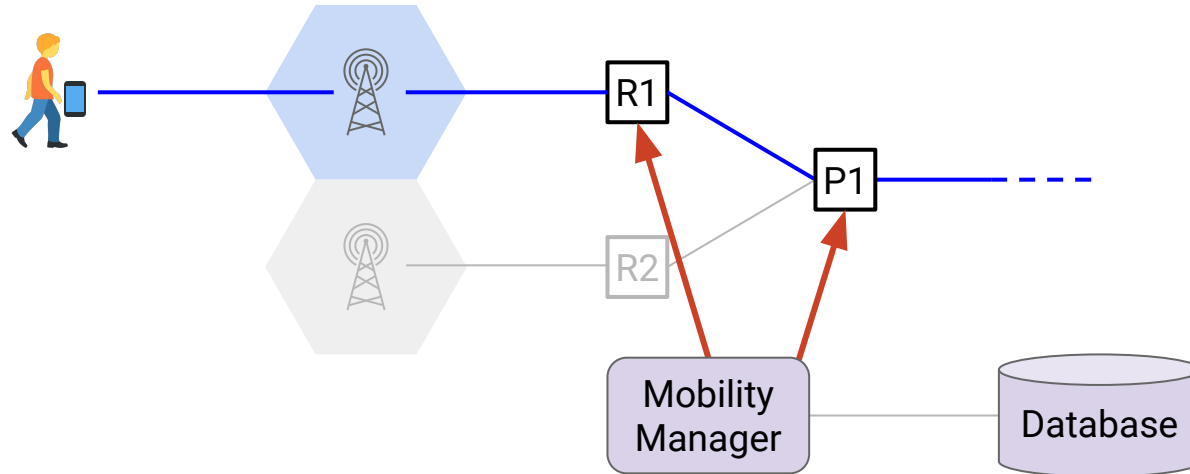 R1
P1
R2
Mobility
Manager
Database